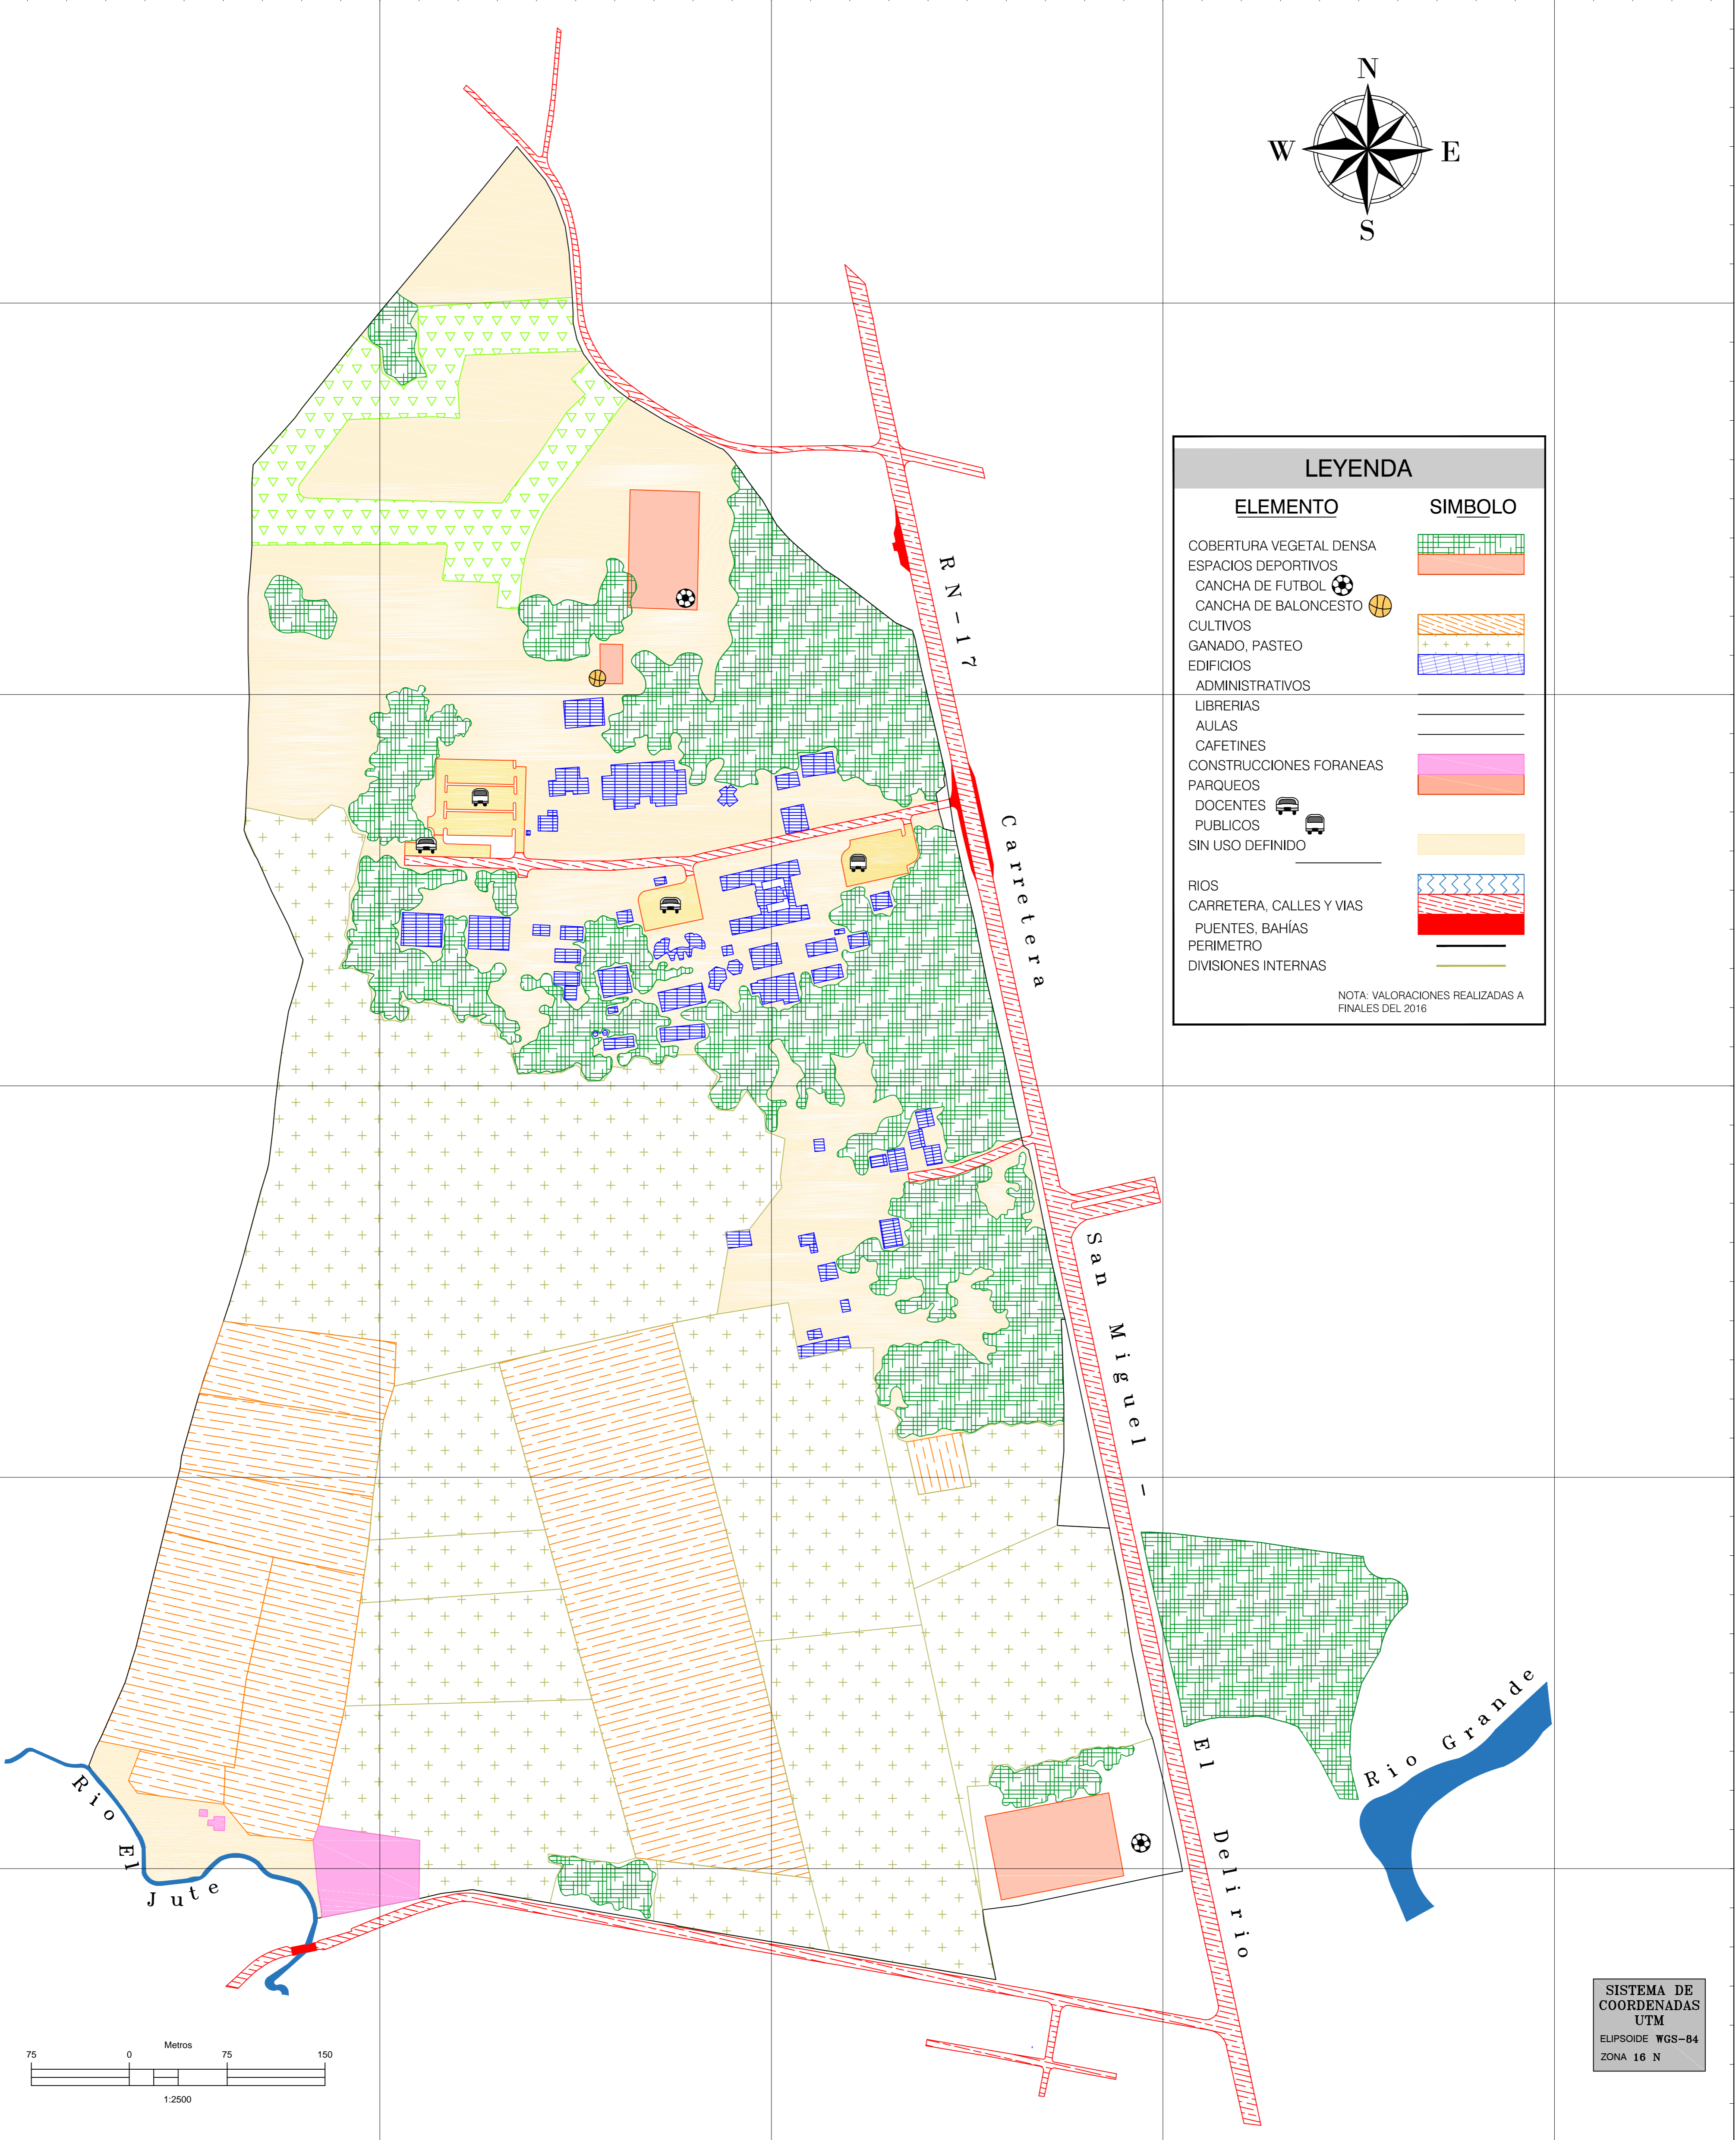 N
W E
S
LEYENDA
ELEMENTO SIMBOLO
COBERTURA VEGETAL DENSA
ESPACIOS DEPORTIVOS
CANCHA DE FUTBOL
CANCHA DE BALONCESTO
CULTIVOS
GANADO, PASTEO
EDIFICIOS
ADMINISTRATIVOS
LIBRERIAS
AULAS
CAFETINES
CONSTRUCCIONES FORANEAS
PARQUEOS
DOCENTES
PUBLICOS
SIN USO DEFINIDO
RIOS
CARRETERA, CALLES Y VIAS
PUENTES, BAHÍAS
PERIMETRO
DIVISIONES INTERNAS
NOTA: VALORACIONES REALIZADAS A
FINALES DEL 2016
RN-17
Carretera
San Miguel -
El Delirio
Rio Grande
Rio El
Jute
Metros
75 0 75 150
1:2500
SISTEMA DE
COORDENADAS
UTM
ELIPSOIDE WGS-84
ZONA 16 N